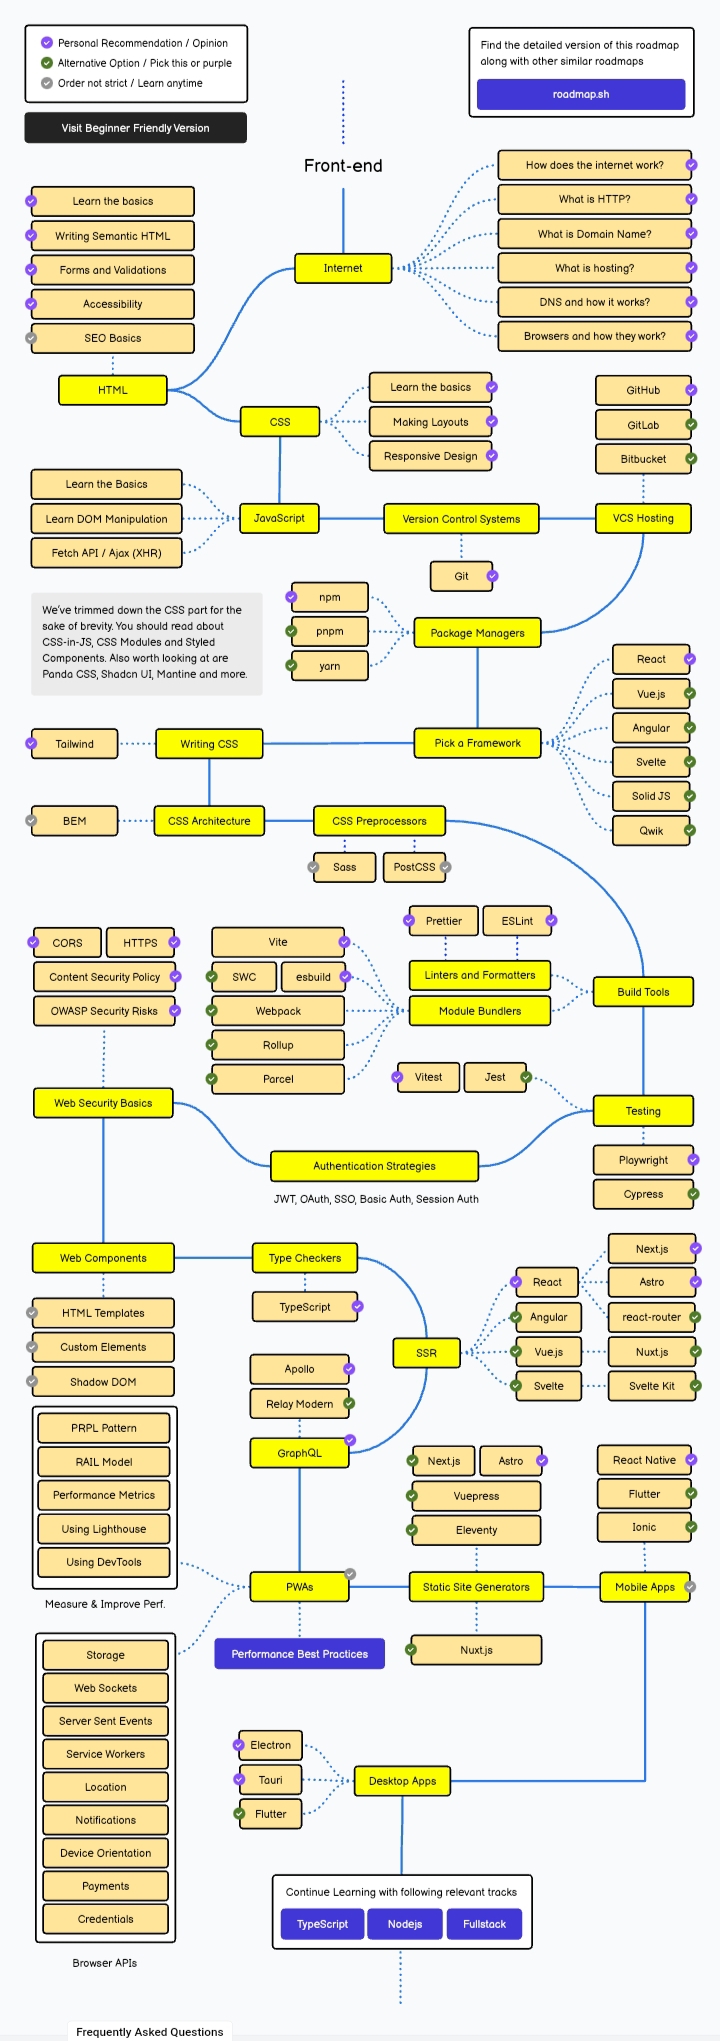 Personal Recommendation / Opinion
Alternative Option / Pick this or purple
Order not strict / Learn anytime
Find the detailed version of this roadmap
along with other similar roadmaps
roadmap.sh
Visit Beginner Friendly Version
Front-end
How does the internet work?
What is HTTP?
What is Domain Name?
What is hosting?
DNS and how it works?
Browsers and how they work?
Internet
Learn the basics
Writing Semantic HTML
Forms and Validations
Accessibility
SEO Basics
HTML
CSS
Learn the basics
Making Layouts
Responsive Design
GitHub
GitLab
Bitbucket
Learn the Basics
Learn DOM Manipulation
Fetch API / Ajax (XHR)
JavaScript
Version Control Systems
VCS Hosting
Git
We've trimmed down the CSS part for the
sake of brevity. You should read about
CSS-in-JS, CSS Modules and Styled
Components. Also worth looking at are
Panda CSS, Shadcn UI, Mantine and more.
npm
pnpm
yarn
Package Managers
React
Vue.js
Angular
Svelte
Solid JS
Qwik
Tailwind
Writing CSS
Pick a Framework
BEM
CSS Architecture
CSS Preprocessors
Sass
PostCSS
Prettier
ESLint
Linters and Formatters
Module Bundlers
Build Tools
CORS
HTTPS
Content Security Policy
OWASP Security Risks
Vite
SWC
esbuild
Webpack
Rollup
Parcel
Vitest
Jest
Web Security Basics
Testing
Playwright
Cypress
Authentication Strategies
JWT, OAuth, SSO, Basic Auth, Session Auth
Web Components
Type Checkers
TypeScript
HTML Templates
Custom Elements
Shadow DOM
SSR
React
Angular
Vue.js
Svelte
Next.js
Astro
react-router
Nuxt.js
Svelte Kit
Apollo
Relay Modern
GraphQL
PRPL Pattern
RAIL Model
Performance Metrics
Using Lighthouse
Using DevTools
Measure & Improve Perf.
Next.js
Astro
Vuepress
Eleventy
React Native
Flutter
Ionic
PWAs
Static Site Generators
Mobile Apps
Performance Best Practices
Nuxt.js
Storage
Web Sockets
Server Sent Events
Service Workers
Location
Notifications
Device Orientation
Payments
Credentials
Browser APIs
Electron
Tauri
Flutter
Desktop Apps
Continue Learning with following relevant tracks
TypeScript
Nodejs
Fullstack
Frequently Asked Questions